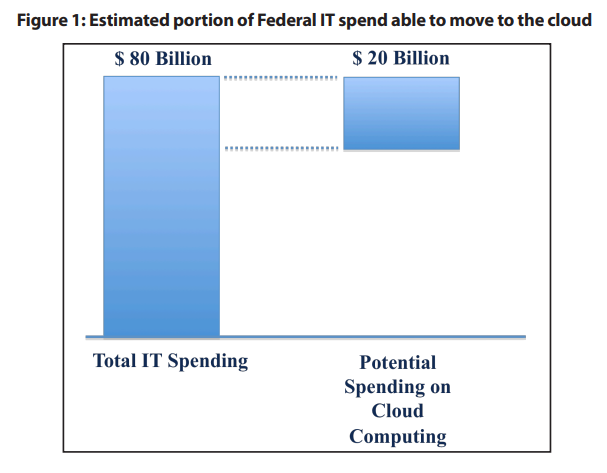 Figure 1: Estimated portion of Federal IT spend able to move to the cloud
$ 80 Billion
$ 20 Billion
Total IT Spending
Potential
Spending on
Cloud
Computing